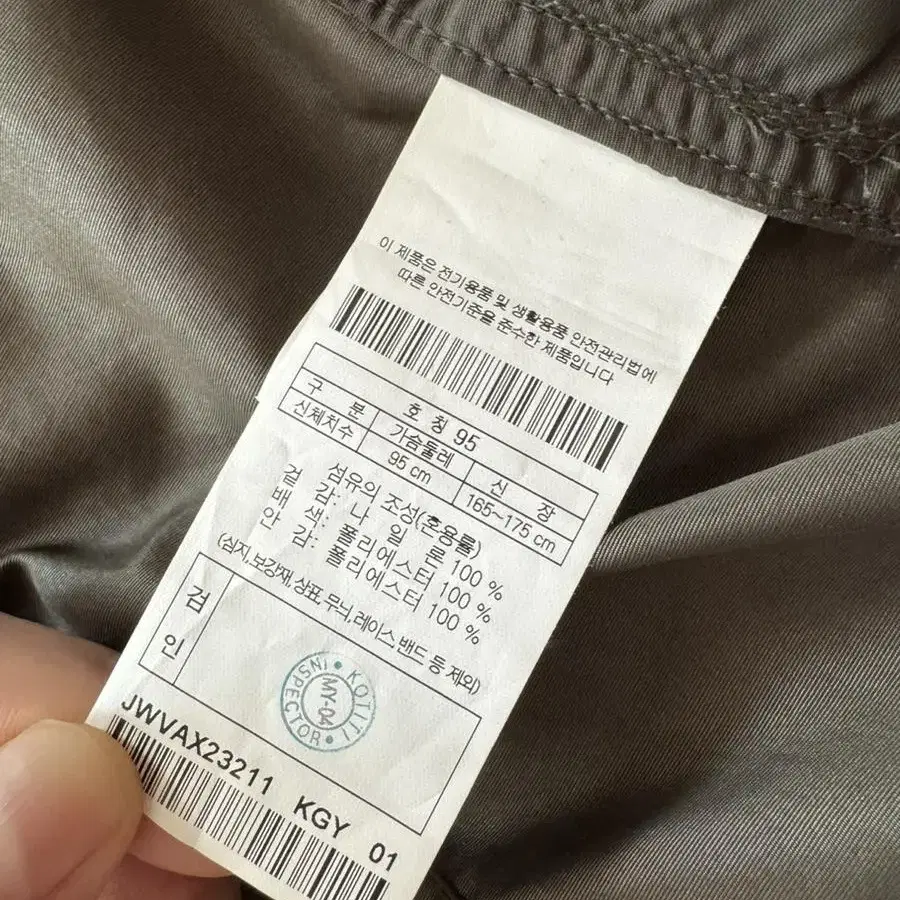 이 제품은 전기용품 및 생활용품 안전관리법에
따른 안전기준을 준수한 제품입니다
구 분 호 칭 95
신체치수 가슴둘레 신 장
95 cm 165~175 cm
섬유의 조성(혼용률)
겉 감: 나 일 론 100 %
배 색: 폴리에스터 100 %
안 감: 폴리에스터 100 %
(심지,보강재,상표,무늬,레이스,밴드 등 제외)
검
인
KOTITI
INSPECTOR
MY-04
JWVAX23211 KGY 01